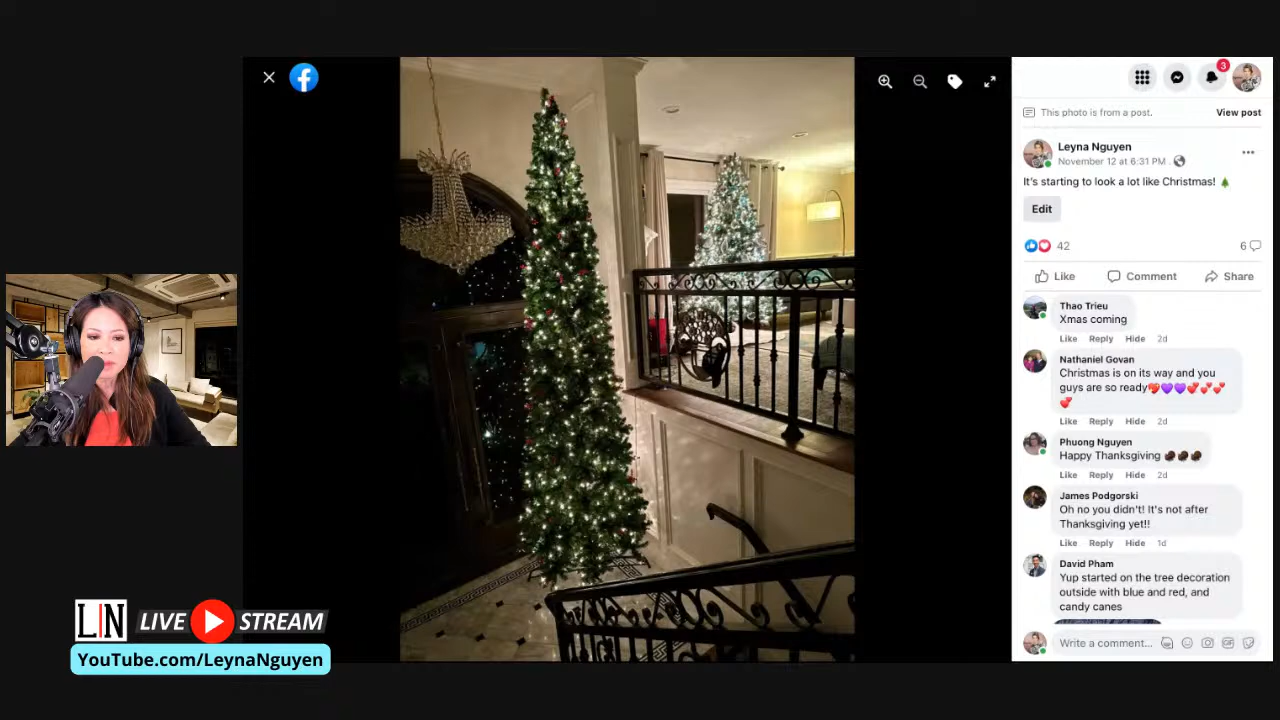 3
This photo is from a post.
View post
Leyna Nguyen
November 12 at 6:31 PM ·
It's starting to look a lot like Christmas! 🎄
Edit
42
6
Like
Comment
Share
Thao Trieu
Xmas coming
Like Reply Hide 2d
Nathaniel Govan
Christmas is on its way and you
guys are so ready❤️💜💜💕💕💕
💕
Like Reply Hide 2d
Phuong Nguyen
Happy Thanksgiving 🦃🦃🦃
Like Reply Hide 2d
James Podgorski
Oh no you didn't! It's not after
Thanksgiving yet!!
Like Reply Hide 1d
David Pham
Yup started on the tree decoration
outside with blue and red, and
candy canes
Write a comment...
GIF
LIN LIVE STREAM
YouTube.com/LeynaNguyen